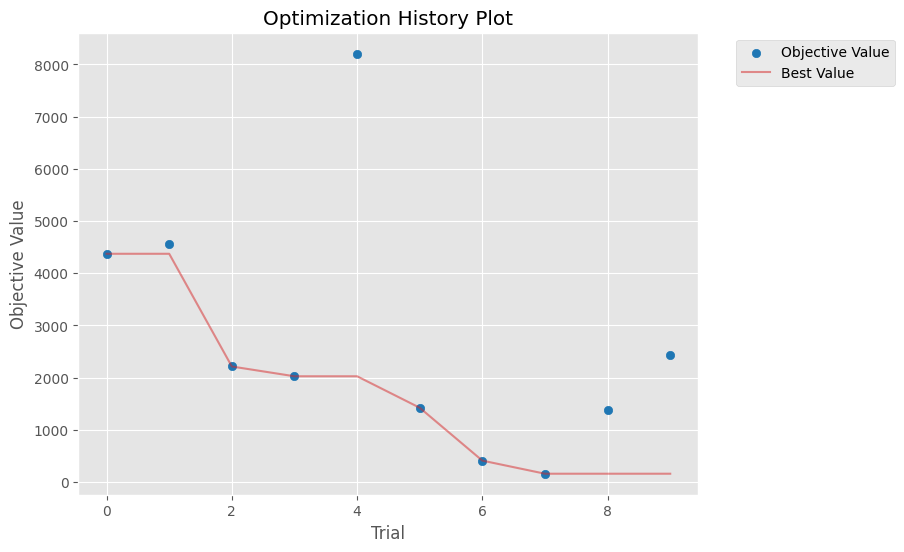 Optimization History Plot
Objective Value
Best Value
8000
7000
6000
5000
4000
3000
2000
1000
0
Objective Value
0 2 4 6 8
Trial